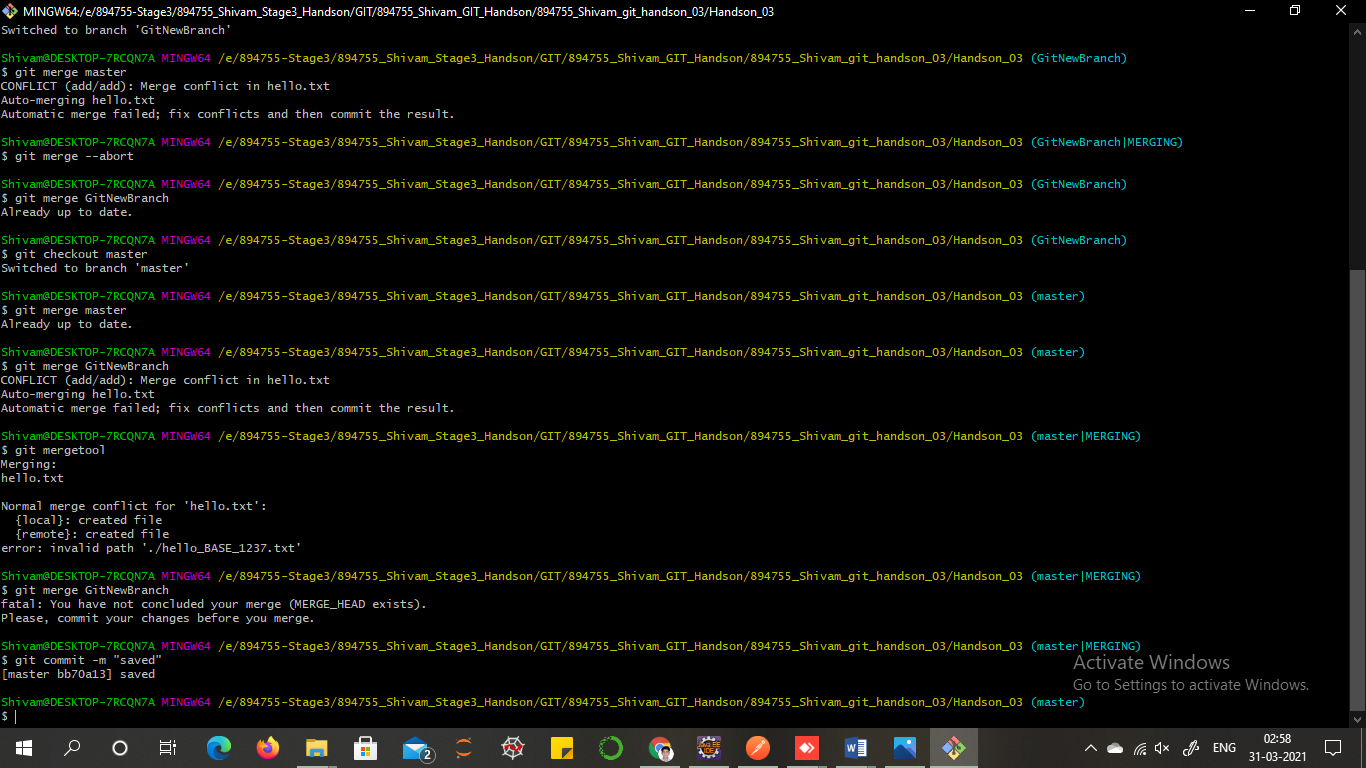 MINGW64:/e/894755-Stage3/894755_Shivam_Stage3_Handson/GIT/894755_Shivam_GIT_Handson/894755_Shivam_git_handson_03/Handson_03
Switched to branch 'GitNewBranch'
Shivam@DESKTOP-7RCQN7A MINGW64 /e/894755-Stage3/894755_Shivam_Stage3_Handson/GIT/894755_Shivam_GIT_Handson/894755_Shivam_git_handson_03/Handson_03 (GitNewBranch)
$ git merge master
CONFLICT (add/add): Merge conflict in hello.txt
Auto-merging hello.txt
Automatic merge failed; fix conflicts and then commit the result.
Shivam@DESKTOP-7RCQN7A MINGW64 /e/894755-Stage3/894755_Shivam_Stage3_Handson/GIT/894755_Shivam_GIT_Handson/894755_Shivam_git_handson_03/Handson_03 (GitNewBranch|MERGING)
$ git merge --abort
Shivam@DESKTOP-7RCQN7A MINGW64 /e/894755-Stage3/894755_Shivam_Stage3_Handson/GIT/894755_Shivam_GIT_Handson/894755_Shivam_git_handson_03/Handson_03 (GitNewBranch)
$ git merge GitNewBranch
Already up to date.
Shivam@DESKTOP-7RCQN7A MINGW64 /e/894755-Stage3/894755_Shivam_Stage3_Handson/GIT/894755_Shivam_GIT_Handson/894755_Shivam_git_handson_03/Handson_03 (GitNewBranch)
$ git checkout master
Switched to branch 'master'
Shivam@DESKTOP-7RCQN7A MINGW64 /e/894755-Stage3/894755_Shivam_Stage3_Handson/GIT/894755_Shivam_GIT_Handson/894755_Shivam_git_handson_03/Handson_03 (master)
$ git merge master
Already up to date.
Shivam@DESKTOP-7RCQN7A MINGW64 /e/894755-Stage3/894755_Shivam_Stage3_Handson/GIT/894755_Shivam_GIT_Handson/894755_Shivam_git_handson_03/Handson_03 (master)
$ git merge GitNewBranch
CONFLICT (add/add): Merge conflict in hello.txt
Auto-merging hello.txt
Automatic merge failed; fix conflicts and then commit the result.
Shivam@DESKTOP-7RCQN7A MINGW64 /e/894755-Stage3/894755_Shivam_Stage3_Handson/GIT/894755_Shivam_GIT_Handson/894755_Shivam_git_handson_03/Handson_03 (master|MERGING)
$ git mergetool
Merging:
hello.txt
Normal merge conflict for 'hello.txt':
{local}: created file
{remote}: created file
error: invalid path './hello_BASE_1237.txt'
Shivam@DESKTOP-7RCQN7A MINGW64 /e/894755-Stage3/894755_Shivam_Stage3_Handson/GIT/894755_Shivam_GIT_Handson/894755_Shivam_git_handson_03/Handson_03 (master|MERGING)
$ git merge GitNewBranch
fatal: You have not concluded your merge (MERGE_HEAD exists).
Please, commit your changes before you merge.
Shivam@DESKTOP-7RCQN7A MINGW64 /e/894755-Stage3/894755_Shivam_Stage3_Handson/GIT/894755_Shivam_GIT_Handson/894755_Shivam_git_handson_03/Handson_03 (master|MERGING)
$ git commit -m "saved"
[master bb70a13] saved
Shivam@DESKTOP-7RCQN7A MINGW64 /e/894755-Stage3/894755_Shivam_Stage3_Handson/GIT/894755_Shivam_GIT_Handson/894755_Shivam_git_handson_03/Handson_03 (master)
$
Activate Windows
Go to Settings to activate Windows.
2
Java EE
IDE
ENG
02:58
31-03-2021